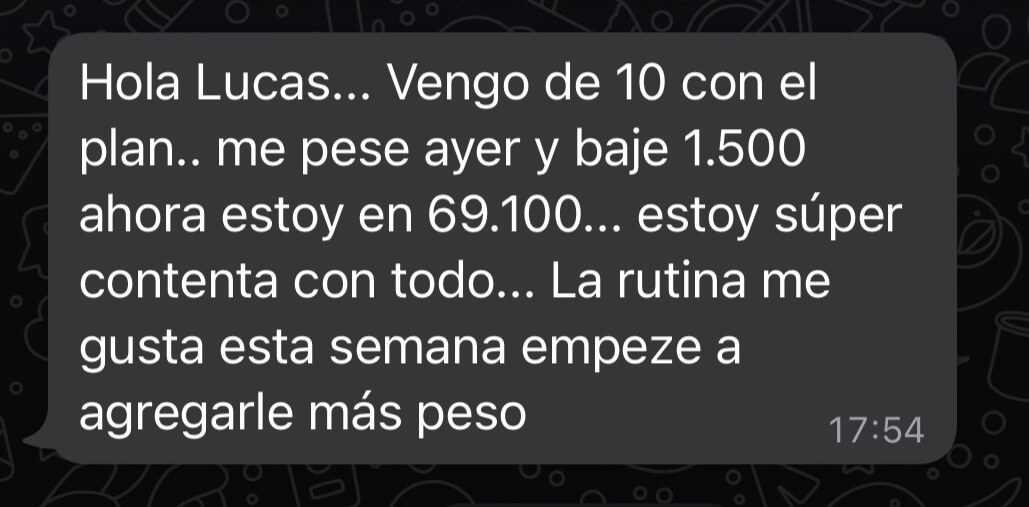 Hola Lucas... Vengo de 10 con el
plan.. me pese ayer y baje 1.500
ahora estoy en 69.100... estoy súper
contenta con todo... La rutina me
gusta esta semana empeze a
agregarle más peso
17:54